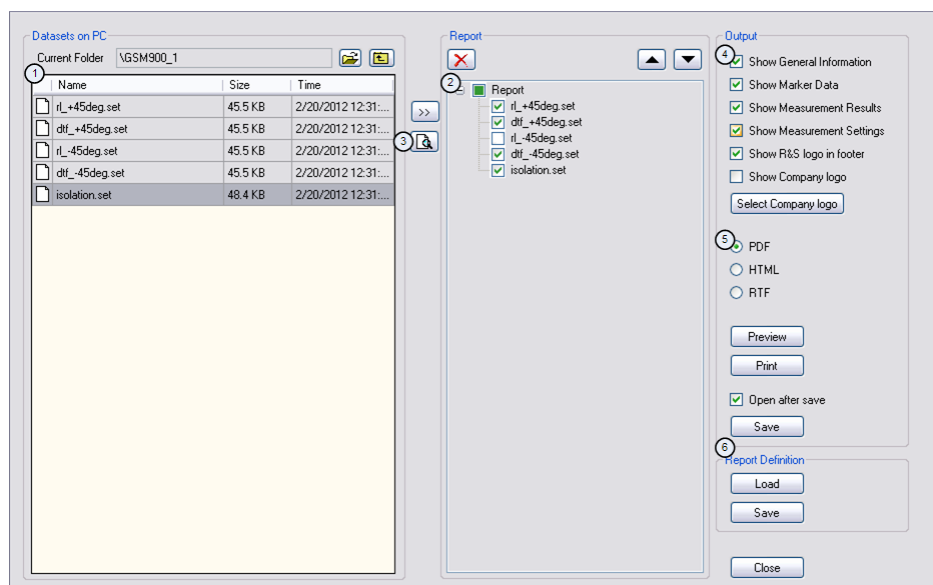 Datasets on PC
Current Folder \GSM900_1
1
Name Size Time
rl_+45deg.set 45.5 KB 2/20/2012 12:31:...
dtf_+45deg.set 45.5 KB 2/20/2012 12:31:...
rl_-45deg.set 45.5 KB 2/20/2012 12:31:...
dtf_-45deg.set 45.5 KB 2/20/2012 12:31:...
isolation.set 48.4 KB 2/20/2012 12:31:...
>>
3
Report
2
Report
rl_+45deg.set
dtf_+45deg.set
rl_-45deg.set
dtf_-45deg.set
isolation.set
Output
4
Show General Information
Show Marker Data
Show Measurement Results
Show Measurement Settings
Show R&S logo in footer
Show Company logo
Select Company logo
5
PDF
HTML
RTF
Preview
Print
Open after save
Save
6
Report Definition
Load
Save
Close